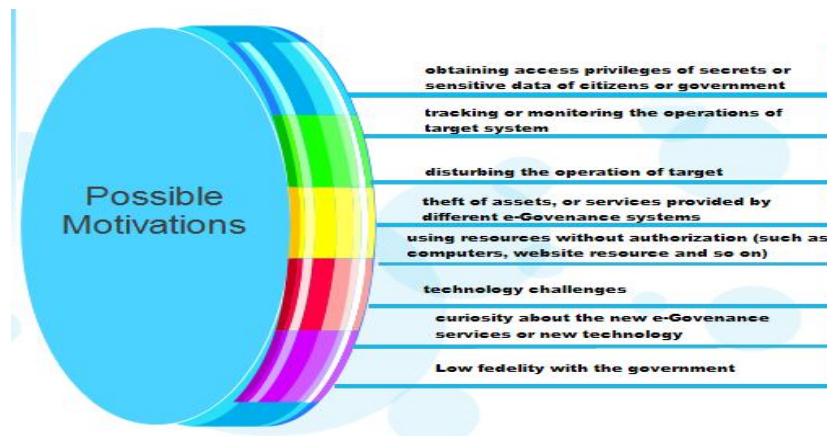 Possible
Motivations
obtaining access privileges of secrets or
sensitive data of citizens or government
tracking or monitoring the operations of
target system
disturbing the operation of target
theft of assets, or services provided by
different e-Govenance systems
using resources without authorization (such as
computers, website resource and so on)
technology challenges
curiosity about the new e-Govenance
services or new technology
Low fedelity with the government